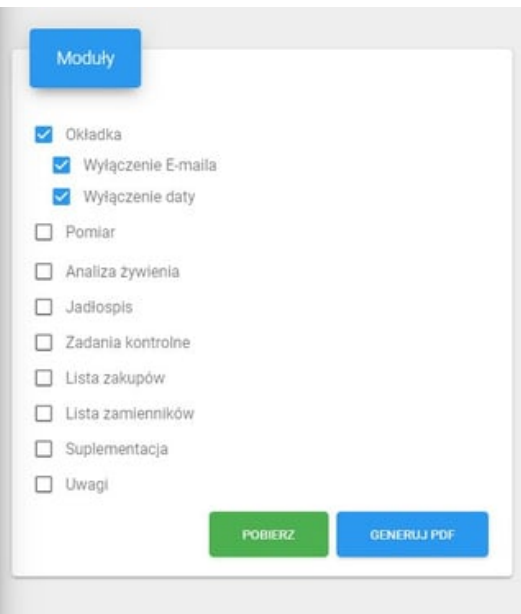 Moduły
Okładka
Wyłączenie E-maila
Wyłączenie daty
Pomiar
Analiza żywienia
Jadłospis
Zadania kontrolne
Lista zakupów
Lista zamienników
Suplementacja
Uwagi
POBIERZ
GENERUJ PDF